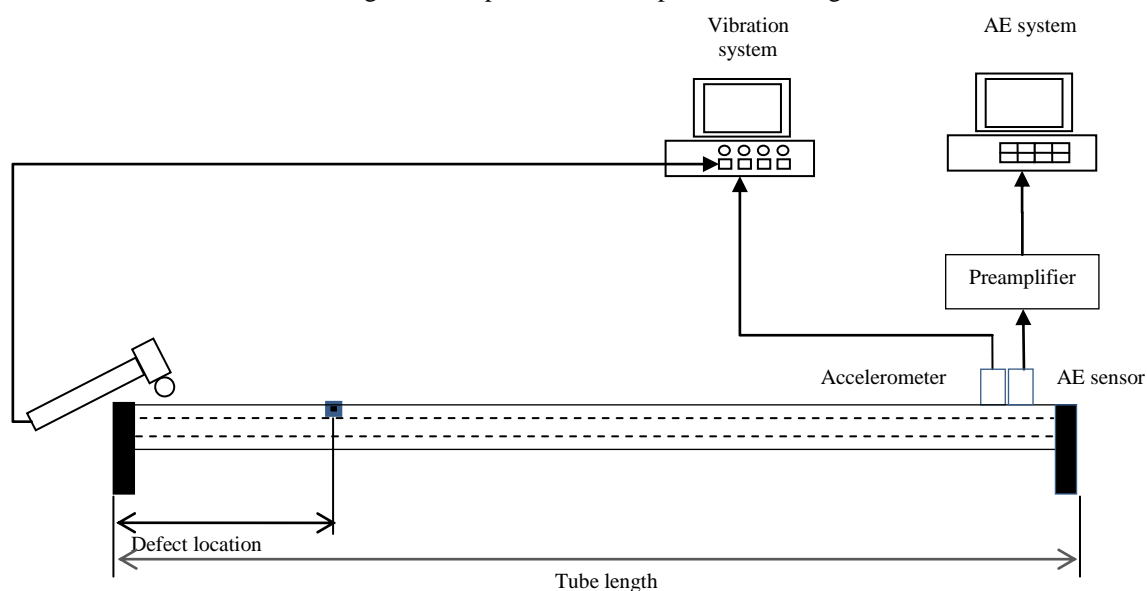 Vibration
system
AE system
Preamplifier
Accelerometer
AE sensor
Defect location
Tube length